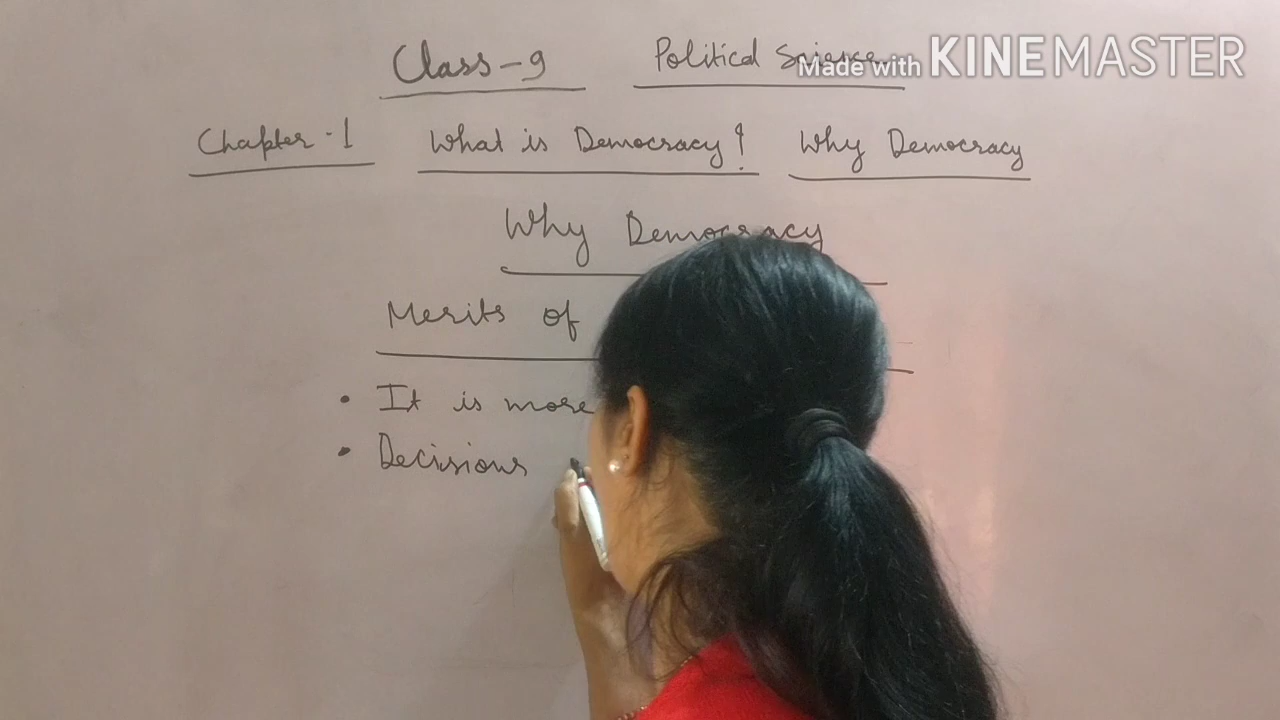 Class - 9 Political Science
Made with KINEMASTER
Chapter - 1 What is Democracy? Why Democracy
Why Democracy
Merits of
• It is more
• Decisions